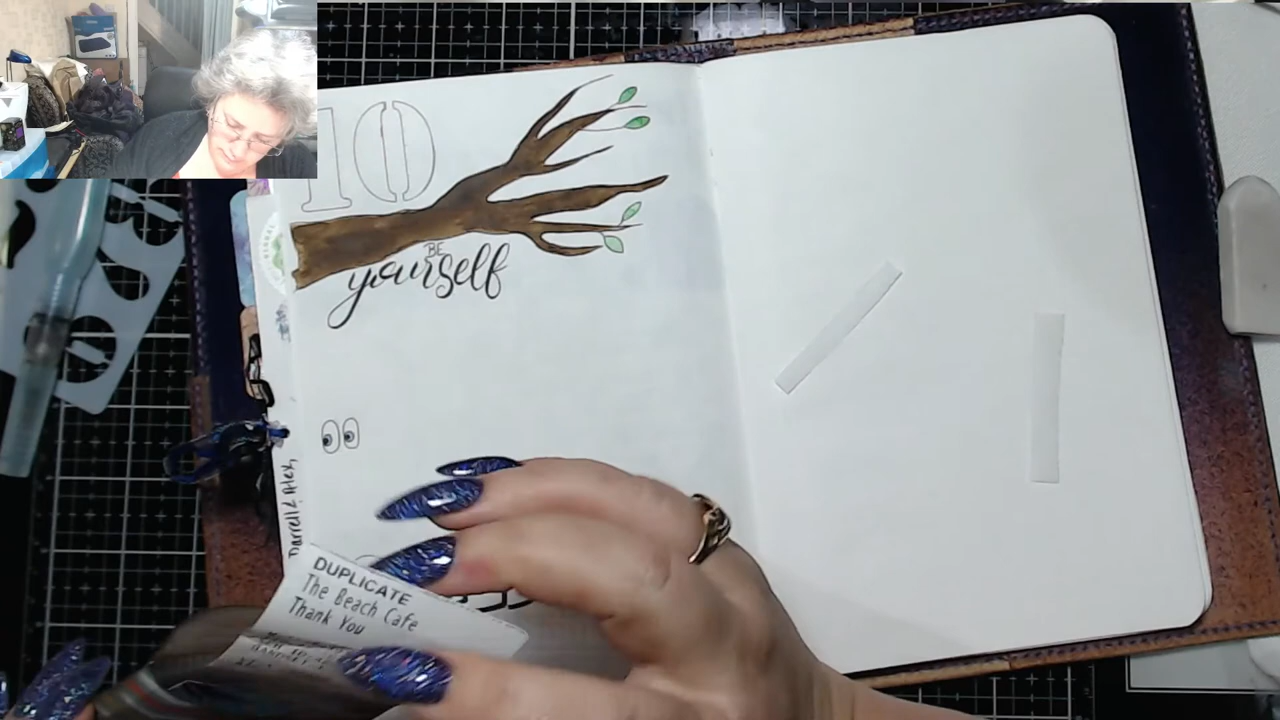 10
BE
yourself
Darrell & Alex,
DUPLICATE
The Beach Cafe
Thank You